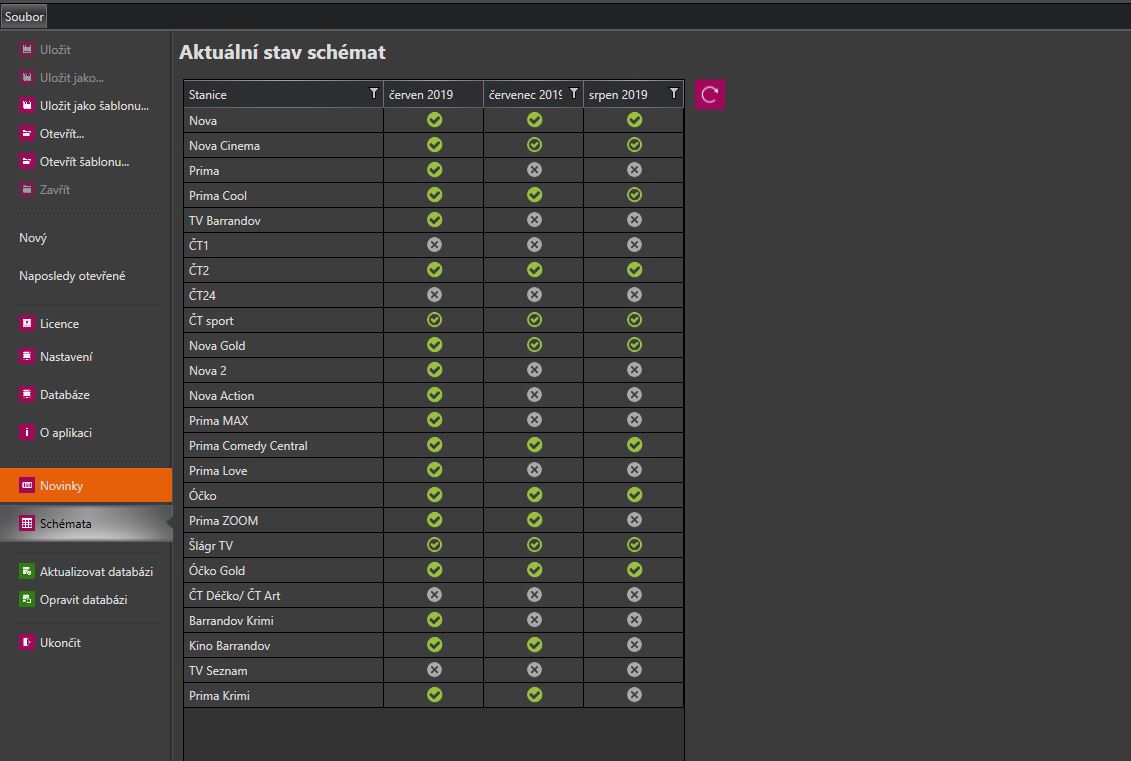 Soubor
Uložit
Uložit jako...
Uložit jako šablonu...
Otevřít...
Otevřít šablonu...
Zavřít
Nový
Naposledy otevřené
Licence
Nastavení
Databáze
O aplikaci
Novinky
Schémata
Aktualizovat databázi
Opravit databázi
Ukončit
Aktuální stav schémat
Stanice červen 2019 červenec 2019 srpen 2019
Nova
Nova Cinema
Prima
Prima Cool
TV Barrandov
ČT1
ČT2
ČT24
ČT sport
Nova Gold
Nova 2
Nova Action
Prima MAX
Prima Comedy Central
Prima Love
Óčko
Prima ZOOM
Šlágr TV
Óčko Gold
ČT Déčko/ ČT Art
Barrandov Krimi
Kino Barrandov
TV Seznam
Prima Krimi